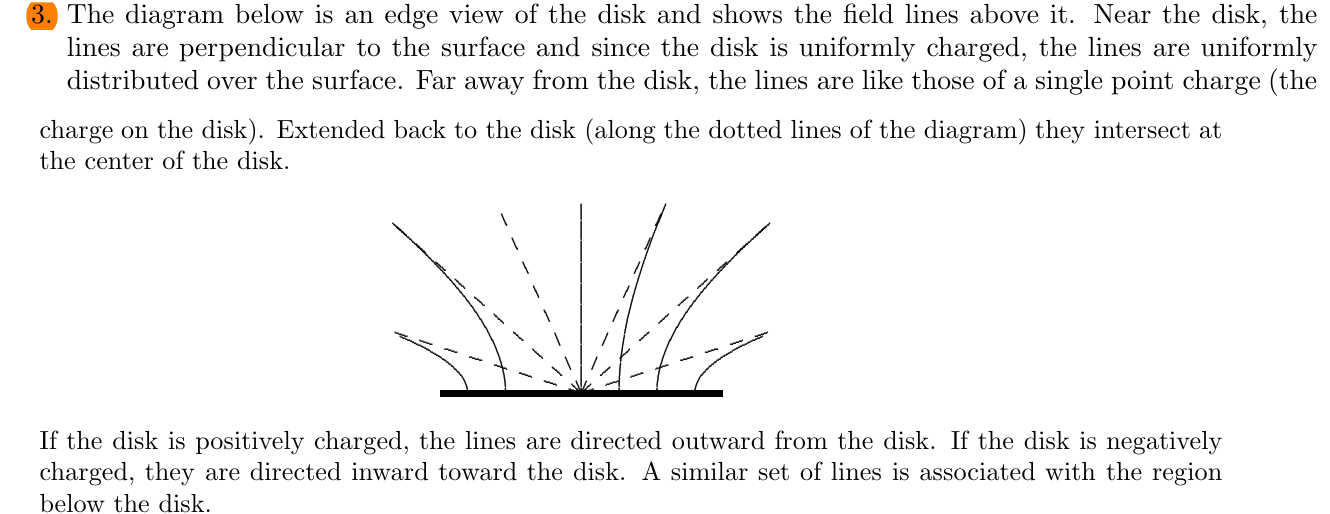 3. The diagram below is an edge view of the disk and shows the field lines above it. Near the disk, the
lines are perpendicular to the surface and since the disk is uniformly charged, the lines are uniformly
distributed over the surface. Far away from the disk, the lines are like those of a single point charge (the
charge on the disk). Extended back to the disk (along the dotted lines of the diagram) they intersect at
the center of the disk.
If the disk is positively charged, the lines are directed outward from the disk. If the disk is negatively
charged, they are directed inward toward the disk. A similar set of lines is associated with the region
below the disk.